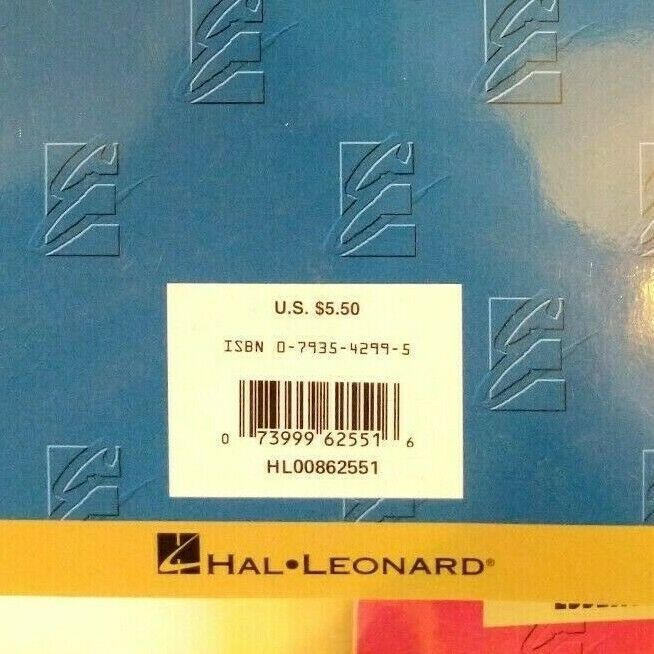 U.S. $5.50
ISBN 0-7935-4299-5
0 73999 62551 6
HL00862551
HAL•LEONARD®